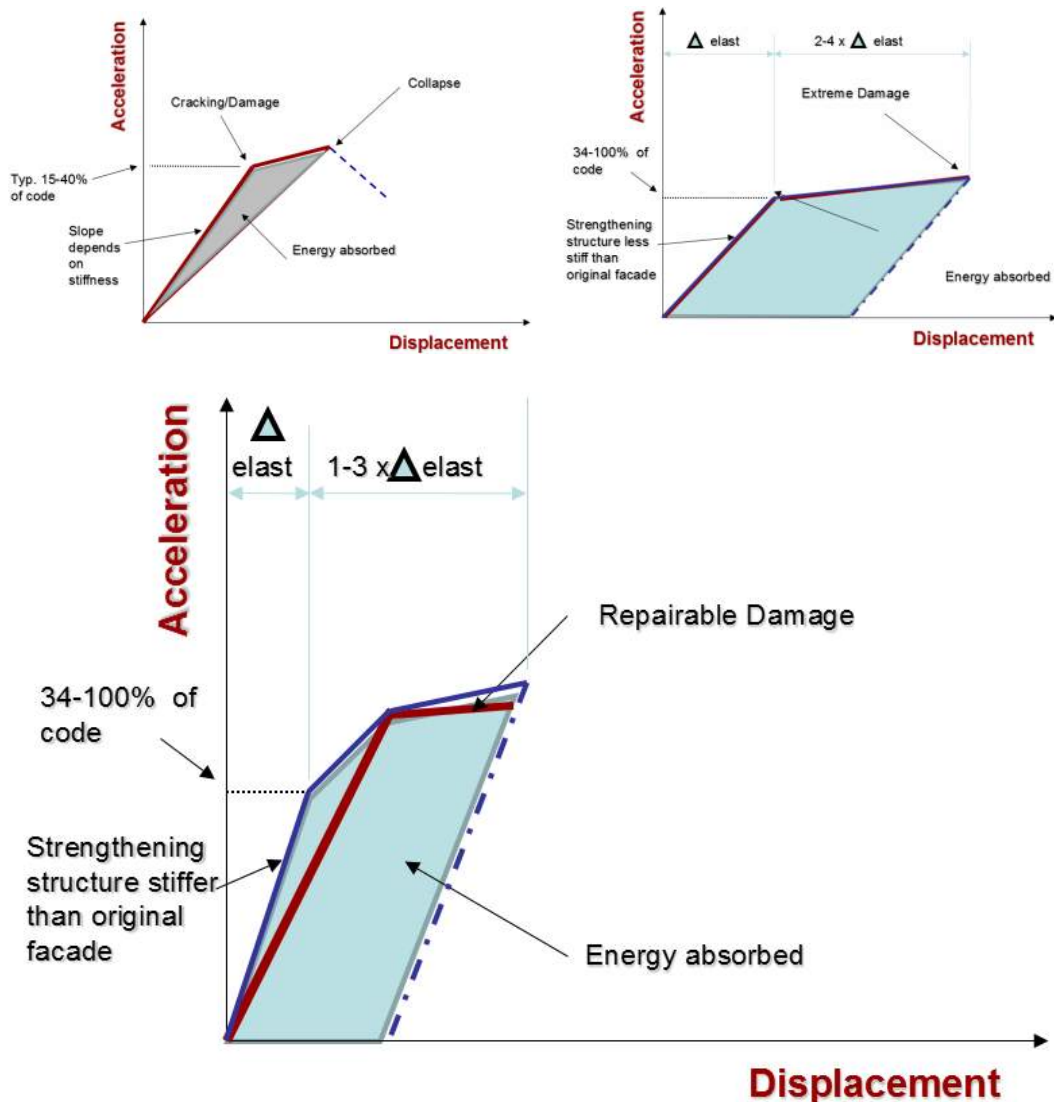 Acceleration
Cracking/Damage
Collapse
Typ. 15-40%
of code
Slope
depends
on
stiffness
Energy absorbed
Displacement
Acceleration
Δ elast
2-4 x Δ elast
Extreme Damage
34-100% of
code
Strengthening
structure less
stiff than
original facade
Energy absorbed
Displacement
Acceleration
Δ
elast
1-3 x Δ elast
Repairable Damage
34-100% of
code
Strengthening
structure stiffer
than original
facade
Energy absorbed
Displacement